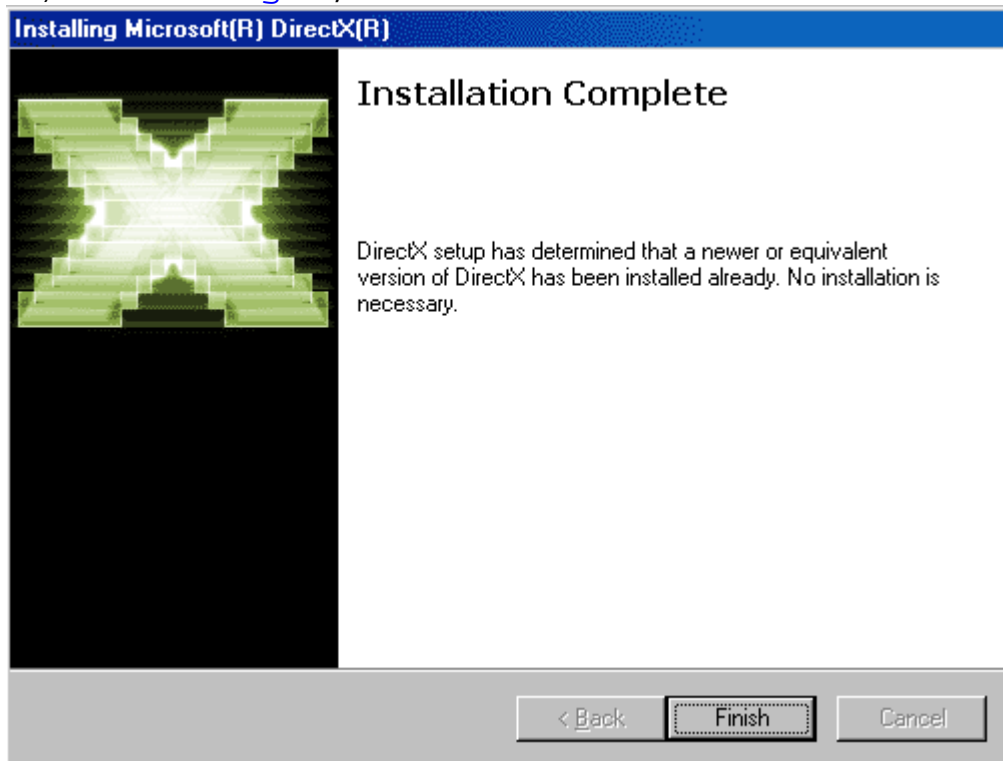 Installing Microsoft(R) DirectX(R)
Installation Complete
DirectX setup has determined that a newer or equivalent
version of DirectX has been installed already. No installation is
necessary.
< Back
Finish
Cancel